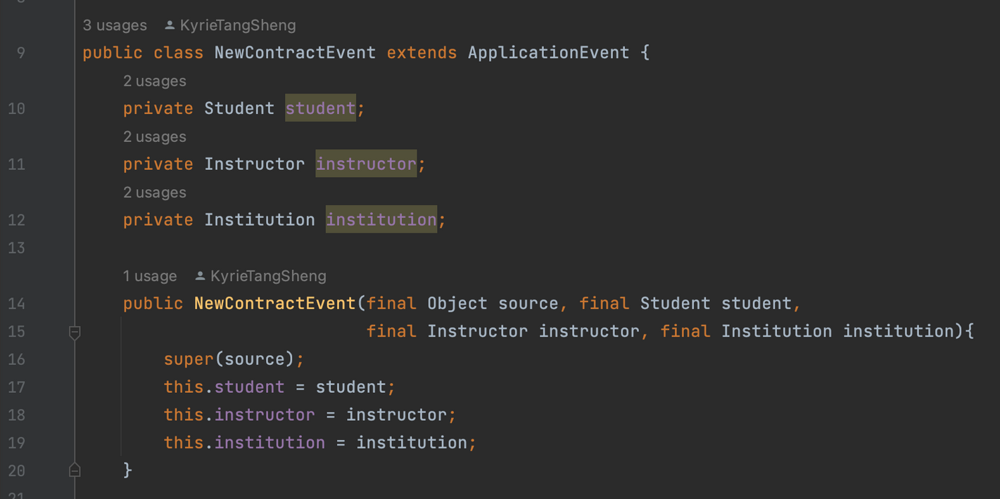 3 usages KyrieTangSheng
9 public class NewContractEvent extends ApplicationEvent {
2 usages
10 private Student student;
2 usages
11 private Instructor instructor;
2 usages
12 private Institution institution;
13
1 usage KyrieTangSheng
14 public NewContractEvent(final Object source, final Student student,
15 final Instructor instructor, final Institution institution){
16 super(source);
17 this.student = student;
18 this.instructor = instructor;
19 this.institution = institution;
20 }